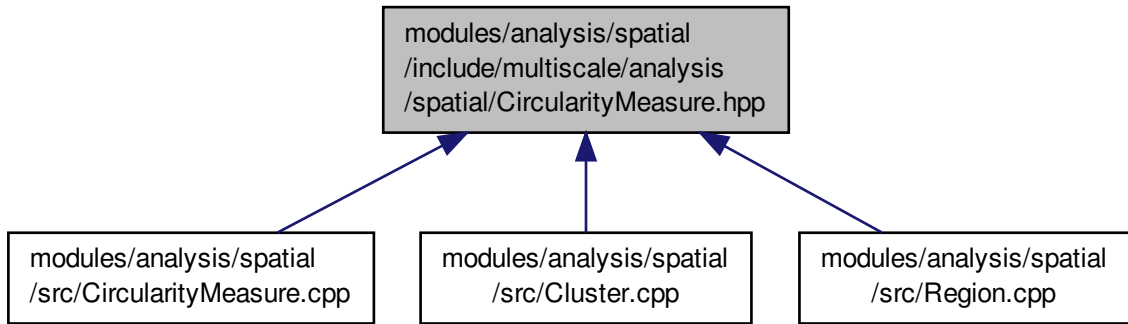 modules/analysis/spatial
/include/multiscale/analysis
/spatial/CircularityMeasure.hpp
modules/analysis/spatial
/src/CircularityMeasure.cpp
modules/analysis/spatial
/src/Cluster.cpp
modules/analysis/spatial
/src/Region.cpp